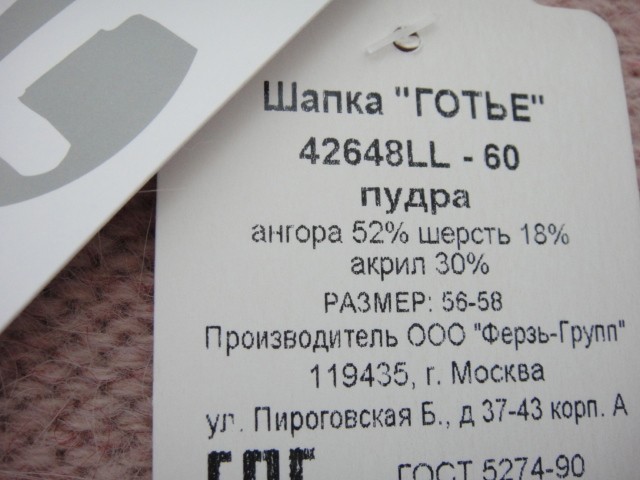 Шапка "ГОТЬЕ"
42648LL - 60
пудра
ангора 52% шерсть 18%
акрил 30%
РАЗМЕР: 56-58
Производитель ООО "Ферзь-Групп"
119435, г. Москва
ул. Пироговская Б., д 37-43 корп. А
ГОСТ 5274-90